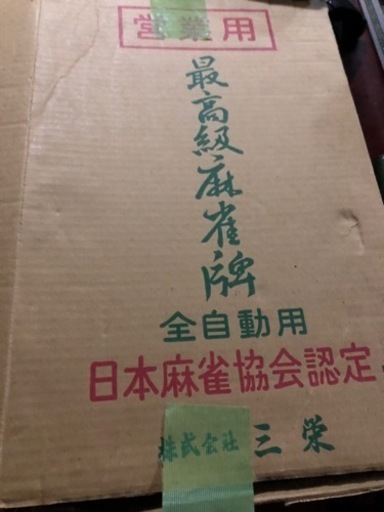 営業用
最高級麻雀牌
全自動用
日本麻雀協会認定
株式会社 三栄